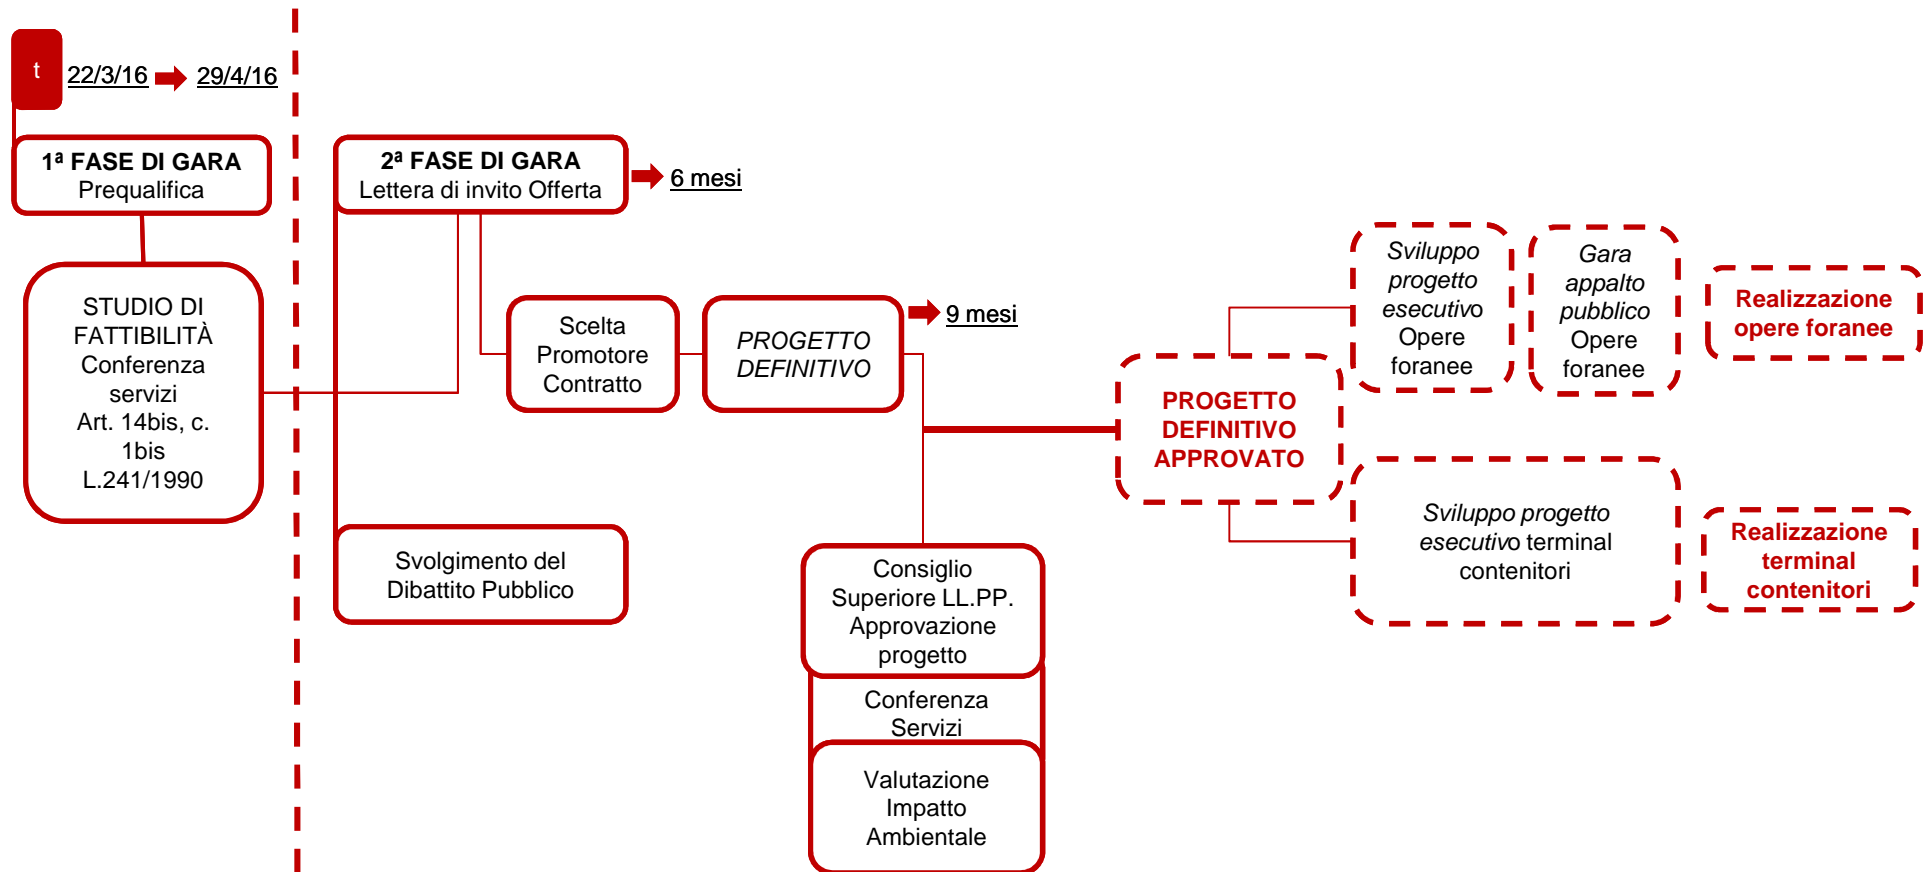 t
22/3/16
29/4/16
1ª FASE DI GARA
Prequalifica
STUDIO DI
FATTIBILITÀ
Conferenza
servizi
Art. 14bis, c.
1bis
L.241/1990
2ª FASE DI GARA
Lettera di invito Offerta
6 mesi
Svolgimento del
Dibattito Pubblico
Scelta
Promotore
Contratto
PROGETTO
DEFINITIVO
9 mesi
Consiglio
Superiore LL.PP.
Approvazione
progetto
Conferenza
Servizi
Valutazione
Impatto
Ambientale
PROGETTO
DEFINITIVO
APPROVATO
Sviluppo
progetto
esecutivo
Opere
foranee
Gara
appalto
pubblico
Opere
foranee
Realizzazione
opere foranee
Sviluppo progetto
esecutivo terminal
contenitori
Realizzazione
terminal
contenitori